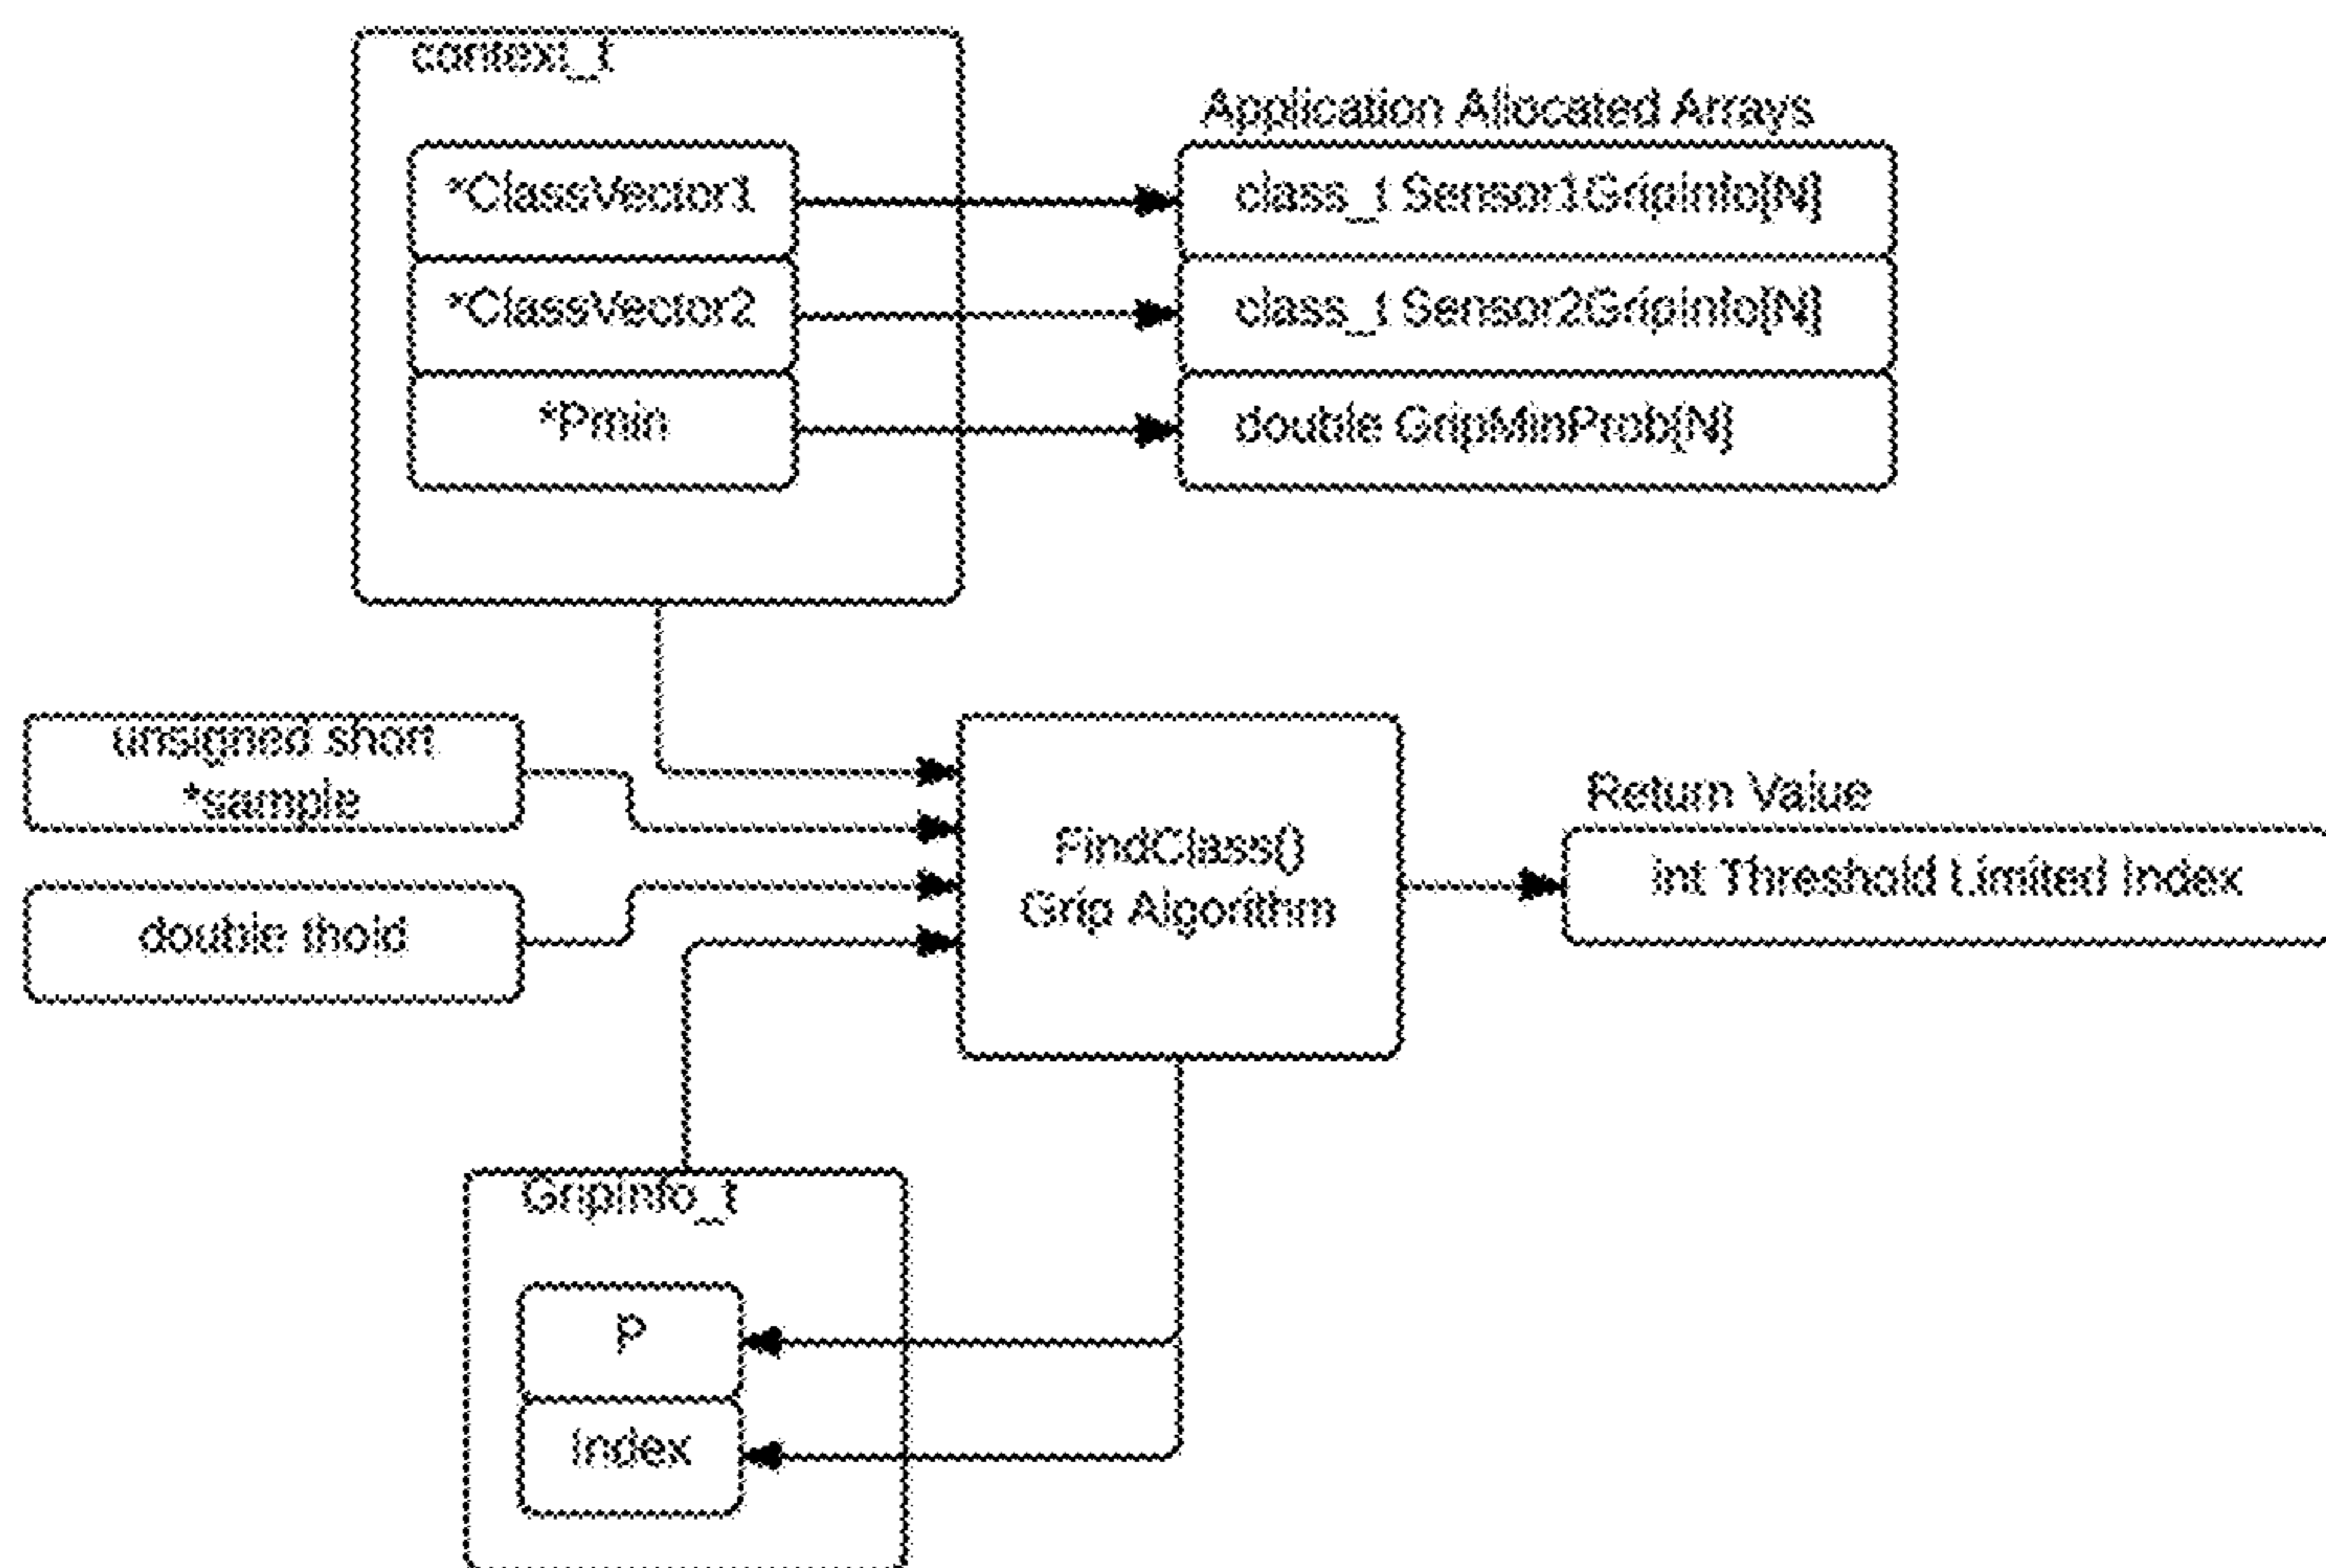 context_t
Application Allocated Arrays
*ClassVector1
class_t Sensor1GripInfo[N]
*ClassVector2
class_t Sensor2GripInfo[N]
*Pmin
double GripMinProb[N]
unsigned short
*sample
double thold
FindClass()
Grip Algorithm
Return Value
int Threshold Limited Index
GripInfo_t
P
Index